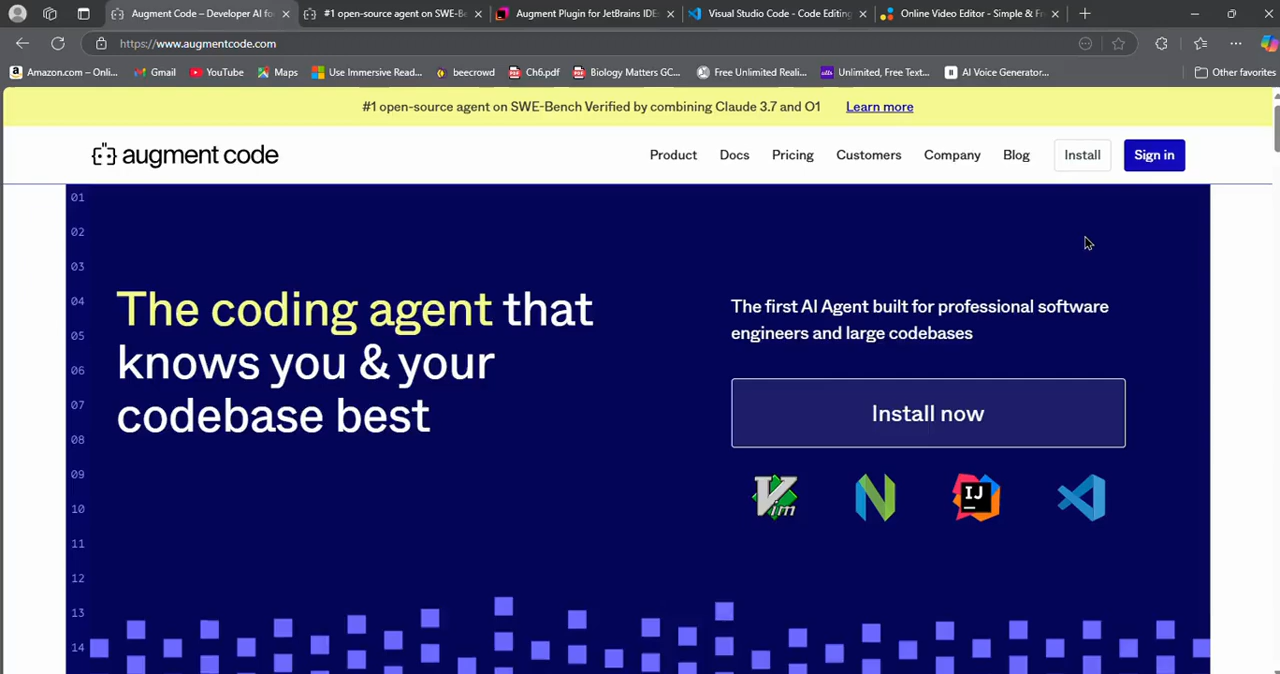 Augment Code – Developer AI fo
#1 open-source agent on SWE-Be
Augment Plugin for JetBrains IDEs
Visual Studio Code - Code Editing
Online Video Editor - Simple & Fr
https://www.augmentcode.com
Amazon.com – Onli...
Gmail
YouTube
Maps
Use Immersive Read...
beecrowd
Ch6.pdf
Biology Matters GC...
Free Unlimited Reali...
Unlimited, Free Text...
AI Voice Generator...
Other favorites
#1 open-source agent on SWE-Bench Verified by combining Claude 3.7 and O1 Learn more
augment code
Product Docs Pricing Customers Company Blog Install Sign in
01
02
03
04
05
06
07
08
09
10
11
12
13
14
The coding agent that
knows you & your
codebase best
The first AI Agent built for professional software
engineers and large codebases
Install now
Vim
IJ